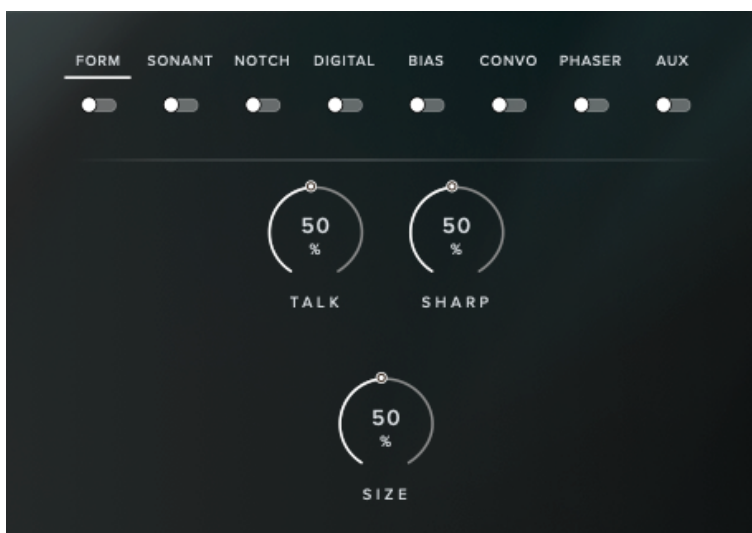 FORM SONANT NOTCH DIGITAL BIAS CONVO PHASER AUX
50 50
% %
TALK SHARP
50
%
SIZE